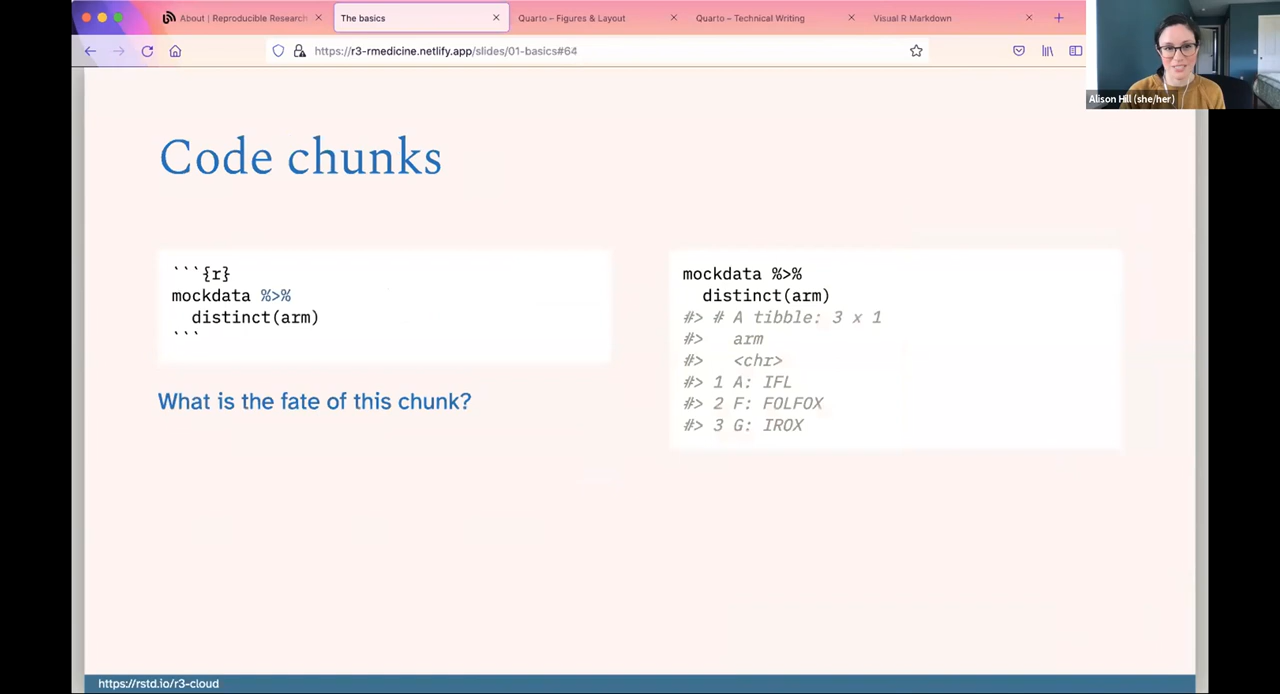 About | Reproducible Research
The basics
Quarto – Figures & Layout
Quarto – Technical Writing
Visual R Markdown
https://r3-rmedicine.netlify.app/slides/01-basics#64
Alison Hill (she/her)
Code chunks
```{r}
mockdata %>%
  distinct(arm)
```
What is the fate of this chunk?
mockdata %>%
  distinct(arm)
#> # A tibble: 3 x 1
#>   arm
#>   <chr>
#> 1 A: IFL
#> 2 F: FOLFOX
#> 3 G: IROX
https://rstd.io/r3-cloud